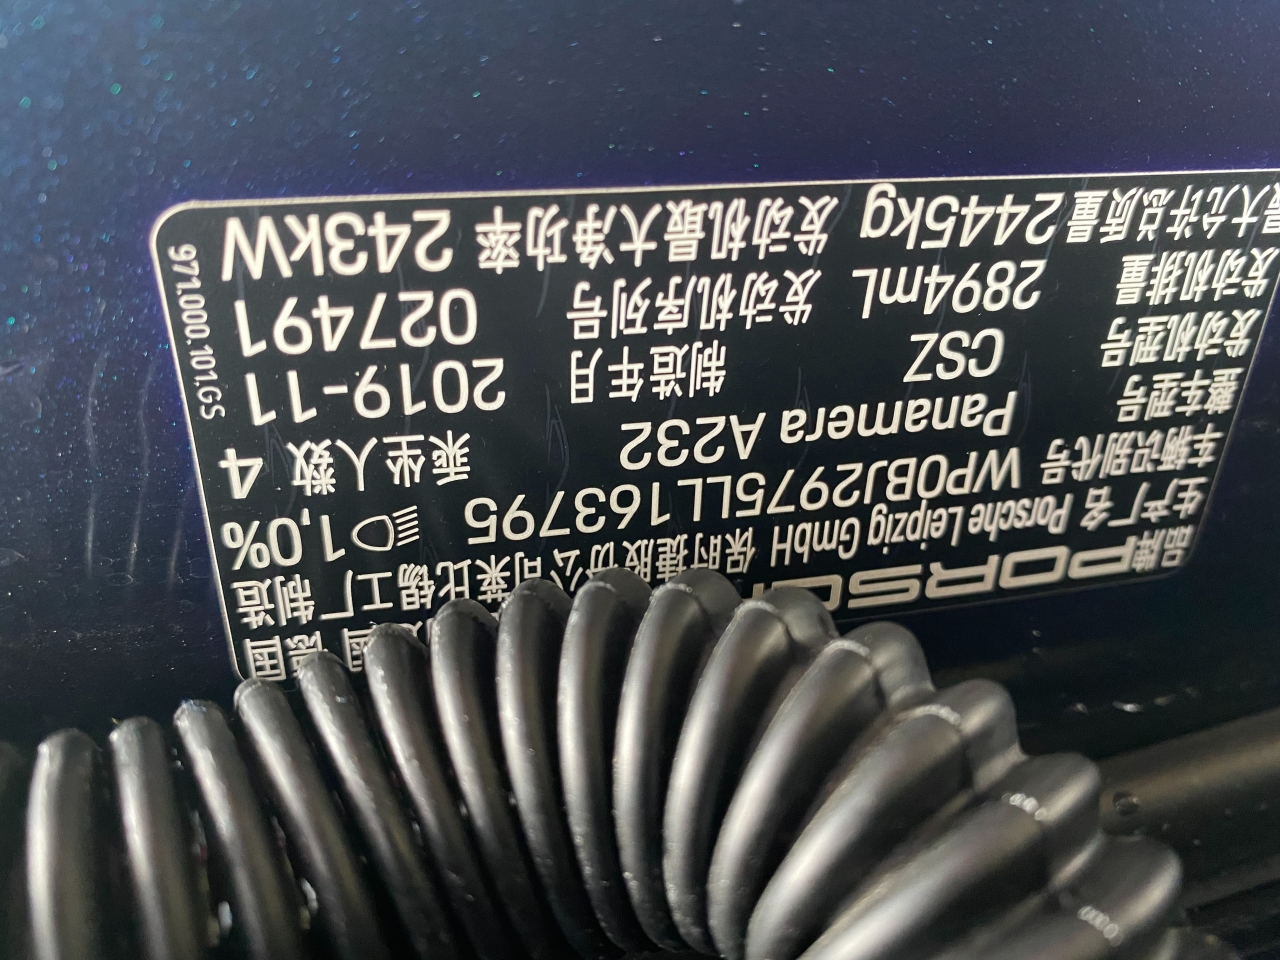 品牌 PORSC 国 德国
生产厂名 Porsche Leipzig GmbH 保时捷股份公司莱比锡工厂 制造
车辆识别代号 WP0BJ2975LL163795 1,0%
整车型号 Panamera A232 乘坐人数 4
发动机型号 CSZ 制造年月 2019-11
发动机排量 2894mL 发动机序列号 027491
最大允许总质量 2445kg 发动机最大净功率 243kW
971.000.101.GS